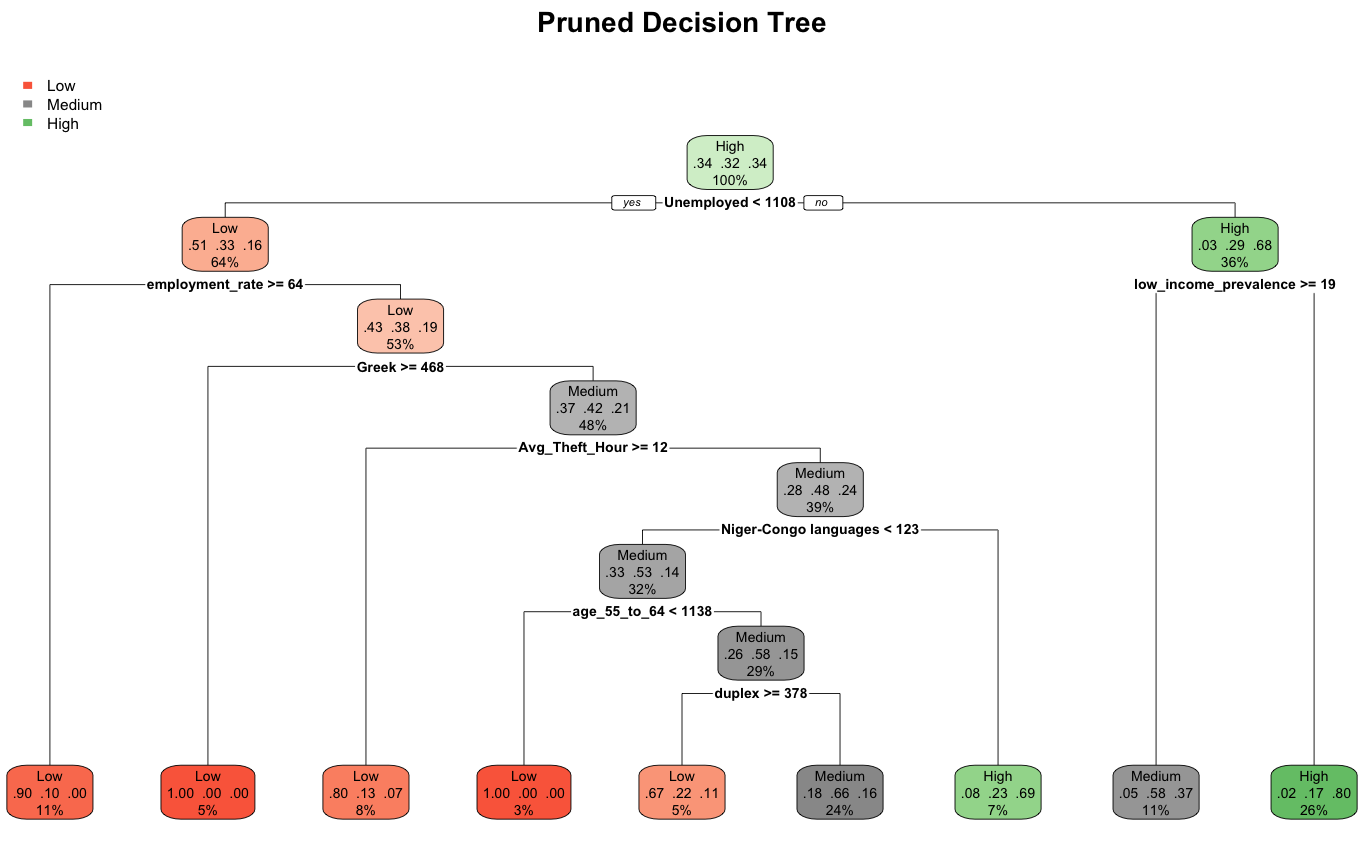 Pruned Decision Tree
Low
Medium
High
High
.34 .32 .34
100%
yes
Unemployed < 1108
no
Low
.51 .33 .16
64%
High
.03 .29 .68
36%
employment_rate >= 64
low_income_prevalence >= 19
Low
.43 .38 .19
53%
Greek >= 468
Medium
.37 .42 .21
48%
Avg_Theft_Hour >= 12
Medium
.28 .48 .24
39%
Niger-Congo languages < 123
Medium
.33 .53 .14
32%
age_55_to_64 < 1138
Medium
.26 .58 .15
29%
duplex >= 378
Low
.90 .10 .00
11%
Low
1.00 .00 .00
5%
Low
.80 .13 .07
8%
Low
1.00 .00 .00
3%
Low
.67 .22 .11
5%
Medium
.18 .66 .16
24%
High
.08 .23 .69
7%
Medium
.05 .58 .37
11%
High
.02 .17 .80
26%